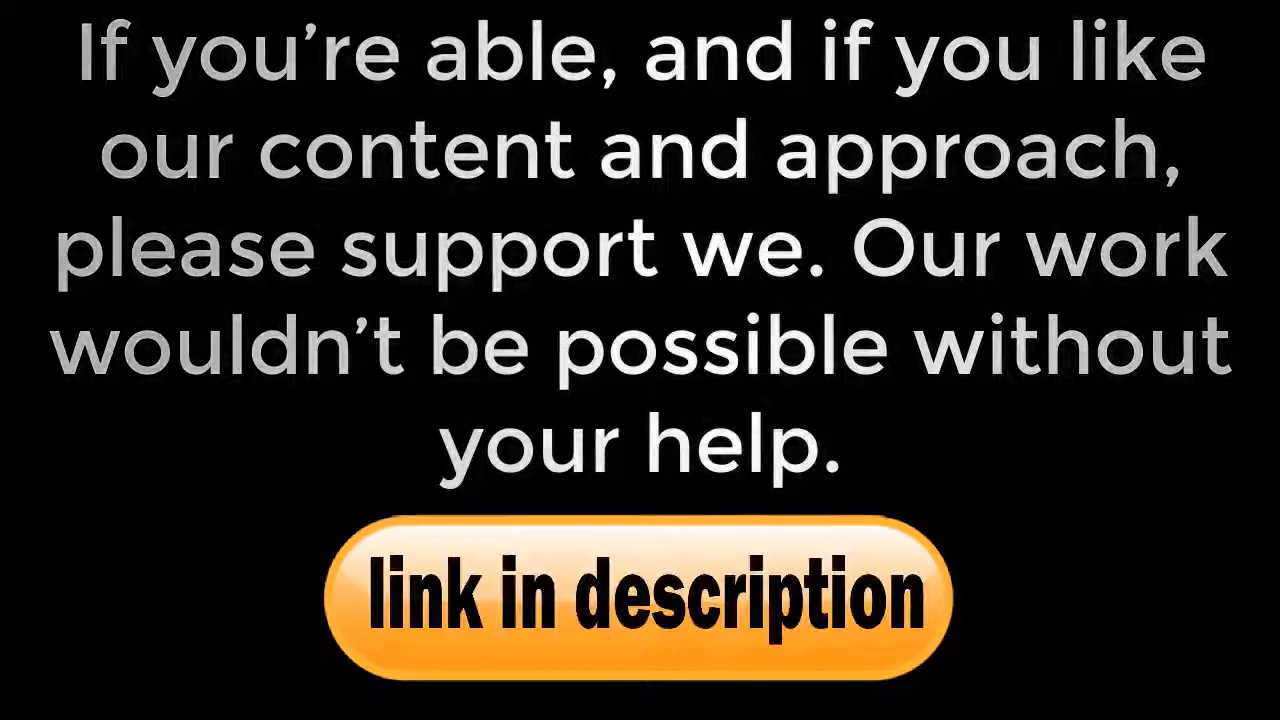 If you’re able, and if you like
our content and approach,
please support we. Our work
wouldn’t be possible without
your help.
link in description